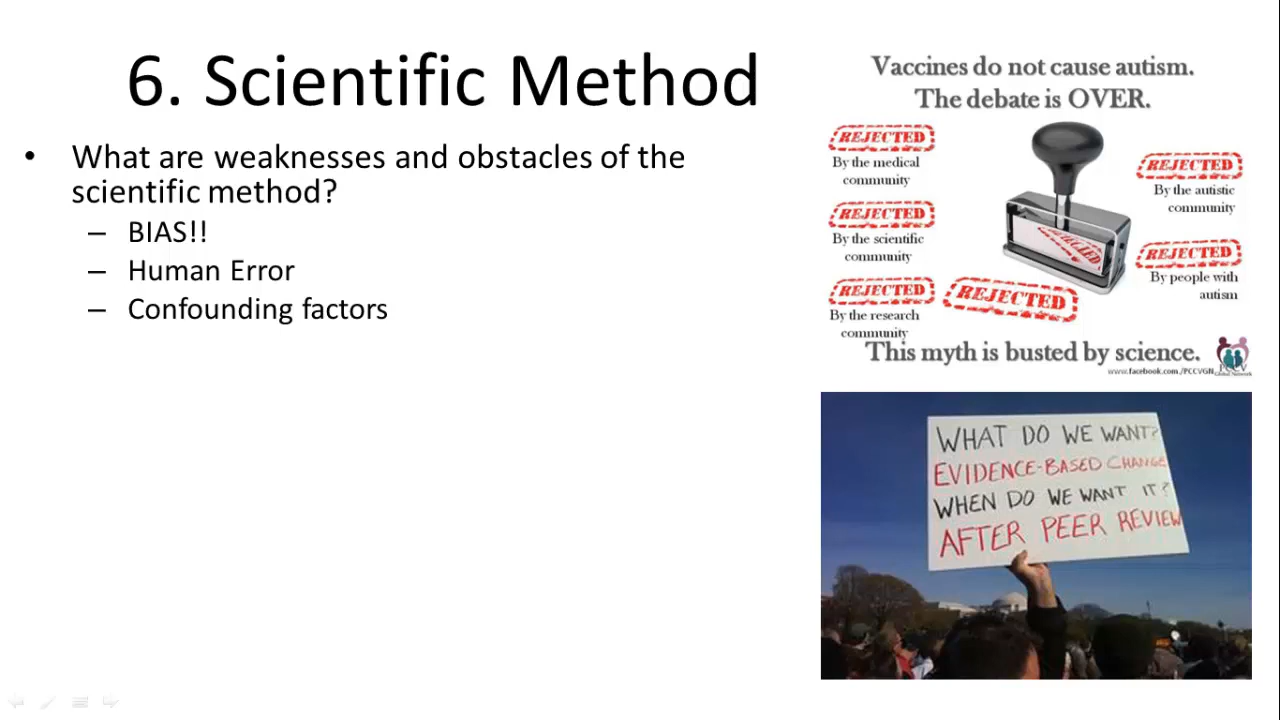 6. Scientific Method
• What are weaknesses and obstacles of the
scientific method?
– BIAS!!
– Human Error
– Confounding factors
Vaccines do not cause autism.
The debate is OVER.
REJECTED
By the medical
community
REJECTED
By the scientific
community
REJECTED
By the research
community
REJECTED
REJECTED
REJECTED
By the autistic
community
REJECTED
By people with
autism
This myth is busted by science.
www.facebook.com/PCCVGN
PCCV
Global Network
WHAT DO WE WANT?
EVIDENCE-BASED CHANGE
WHEN DO WE WANT IT?
AFTER PEER REVIEW